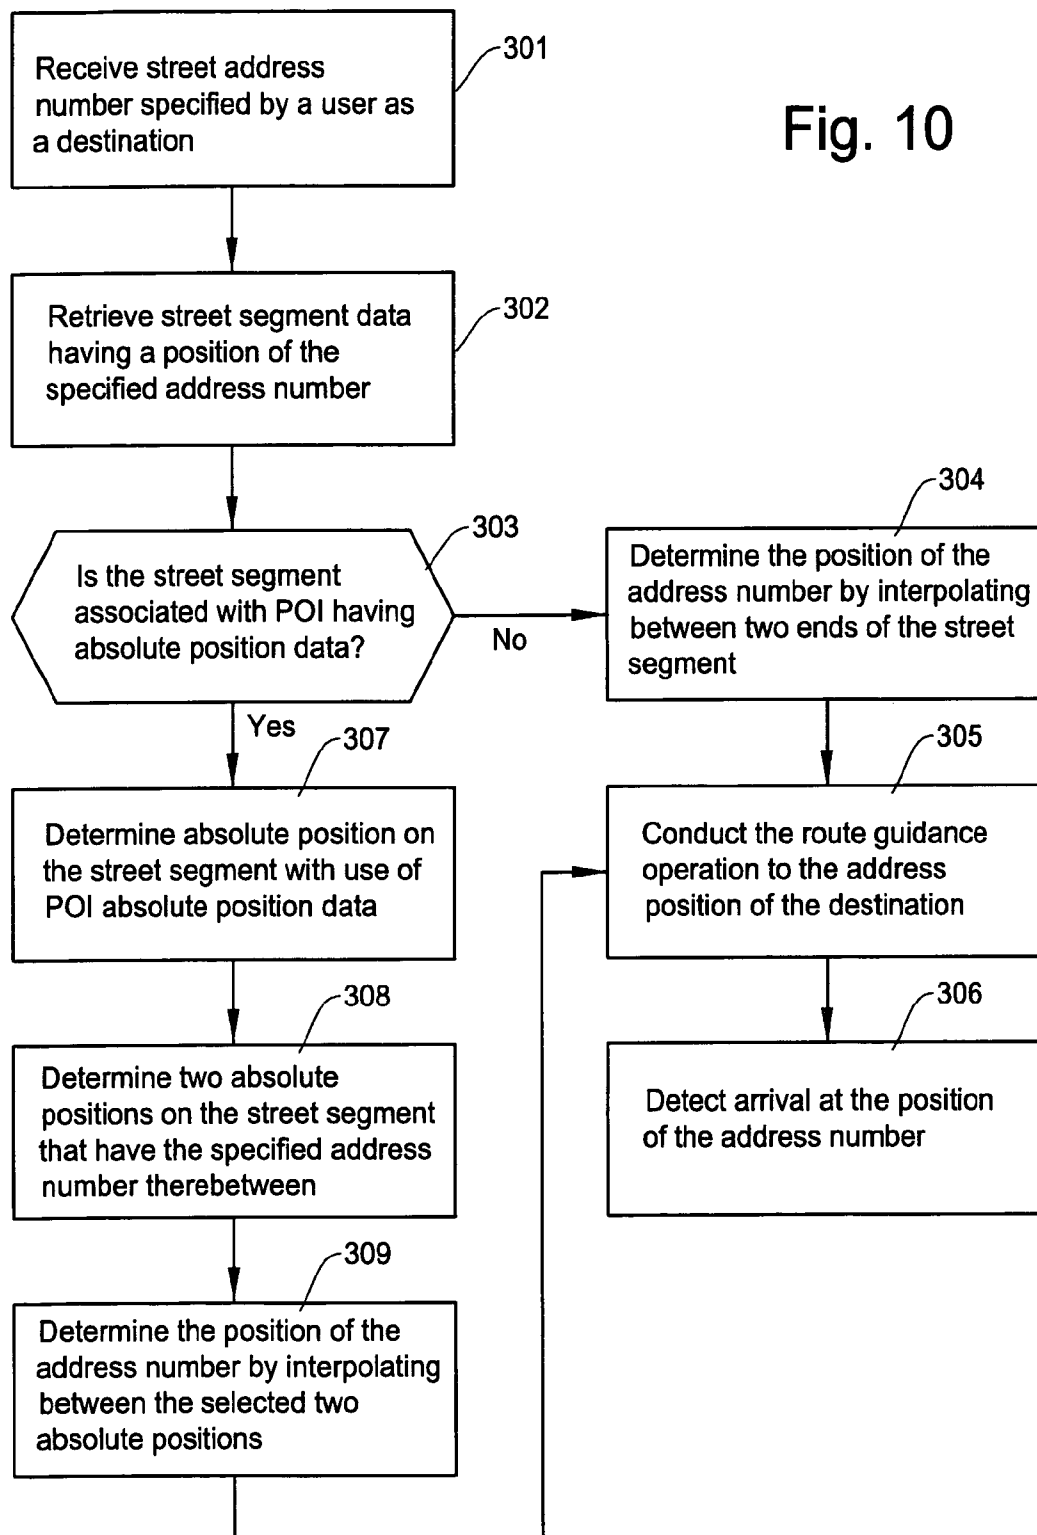 Fig. 10
Receive street address
number specified by a user as
a destination
301
Retrieve street segment data
having a position of the
specified address number
302
Is the street segment
associated with POI having
absolute position data?
303
No
Yes
304
Determine the position of the
address number by interpolating
between two ends of the street
segment
305
Conduct the route guidance
operation to the address
position of the destination
306
Detect arrival at the position
of the address number
307
Determine absolute position on
the street segment with use of
POI absolute position data
308
Determine two absolute
positions on the street segment
that have the specified address
number therebetween
309
Determine the position of the
address number by interpolating
between the selected two
absolute positions